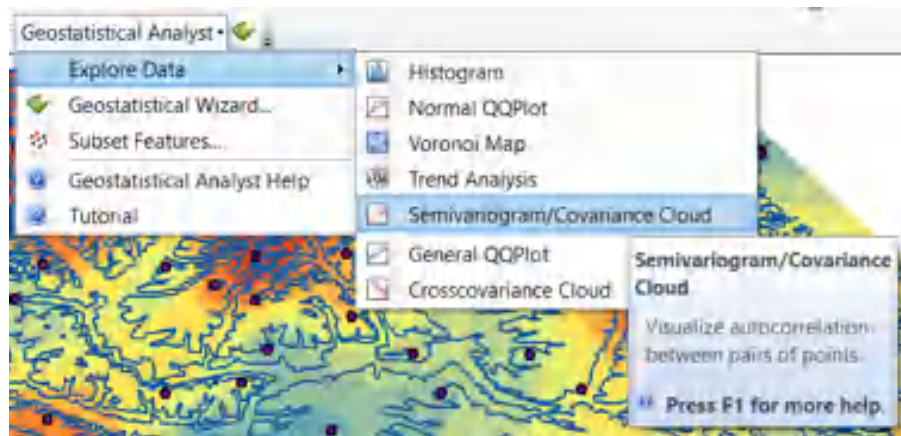 Geostatistical Analyst
Explore Data
Geostatistical Wizard...
Subset Features...
Geostatistical Analyst Help
Tutorial
Histogram
Normal QQPlot
Voronoi Map
Trend Analysis
Semivariogram/Covariance Cloud
General QQPlot
Crosscovariance Cloud
Semivariogram/Covariance
Cloud
Visualize autocorrelation
between pairs of points.
Press F1 for more help.